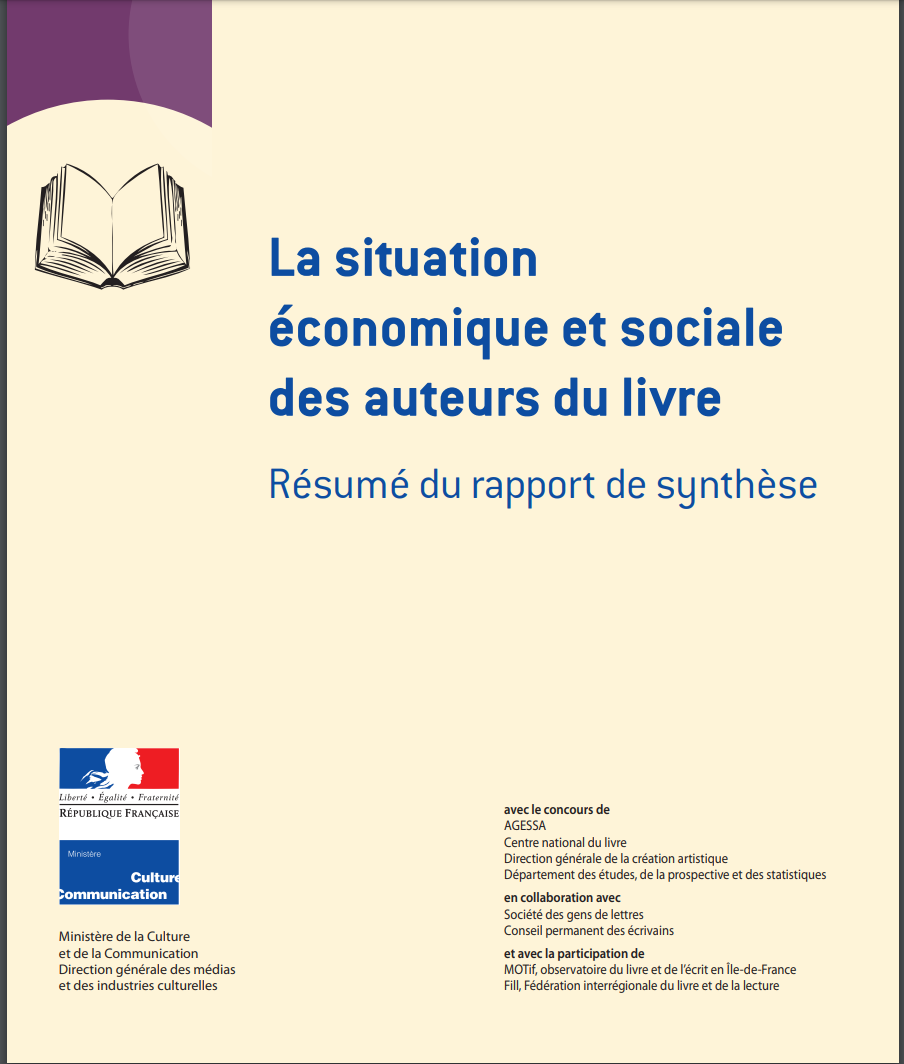 La situation
économique et sociale
des auteurs du livre
Résumé du rapport de synthèse
Liberté • Égalité • Fraternité
RÉPUBLIQUE FRANÇAISE
Ministère
Culture
Communication
Ministère de la Culture
et de la Communication
Direction générale des médias
et des industries culturelles
avec le concours de
AGESSA
Centre national du livre
Direction générale de la création artistique
Département des études, de la prospective et des statistiques
en collaboration avec
Société des gens de lettres
Conseil permanent des écrivains
et avec la participation de
MOTif, observatoire du livre et de l’écrit en Île-de-France
Fill, Fédération interrégionale du livre et de la lecture